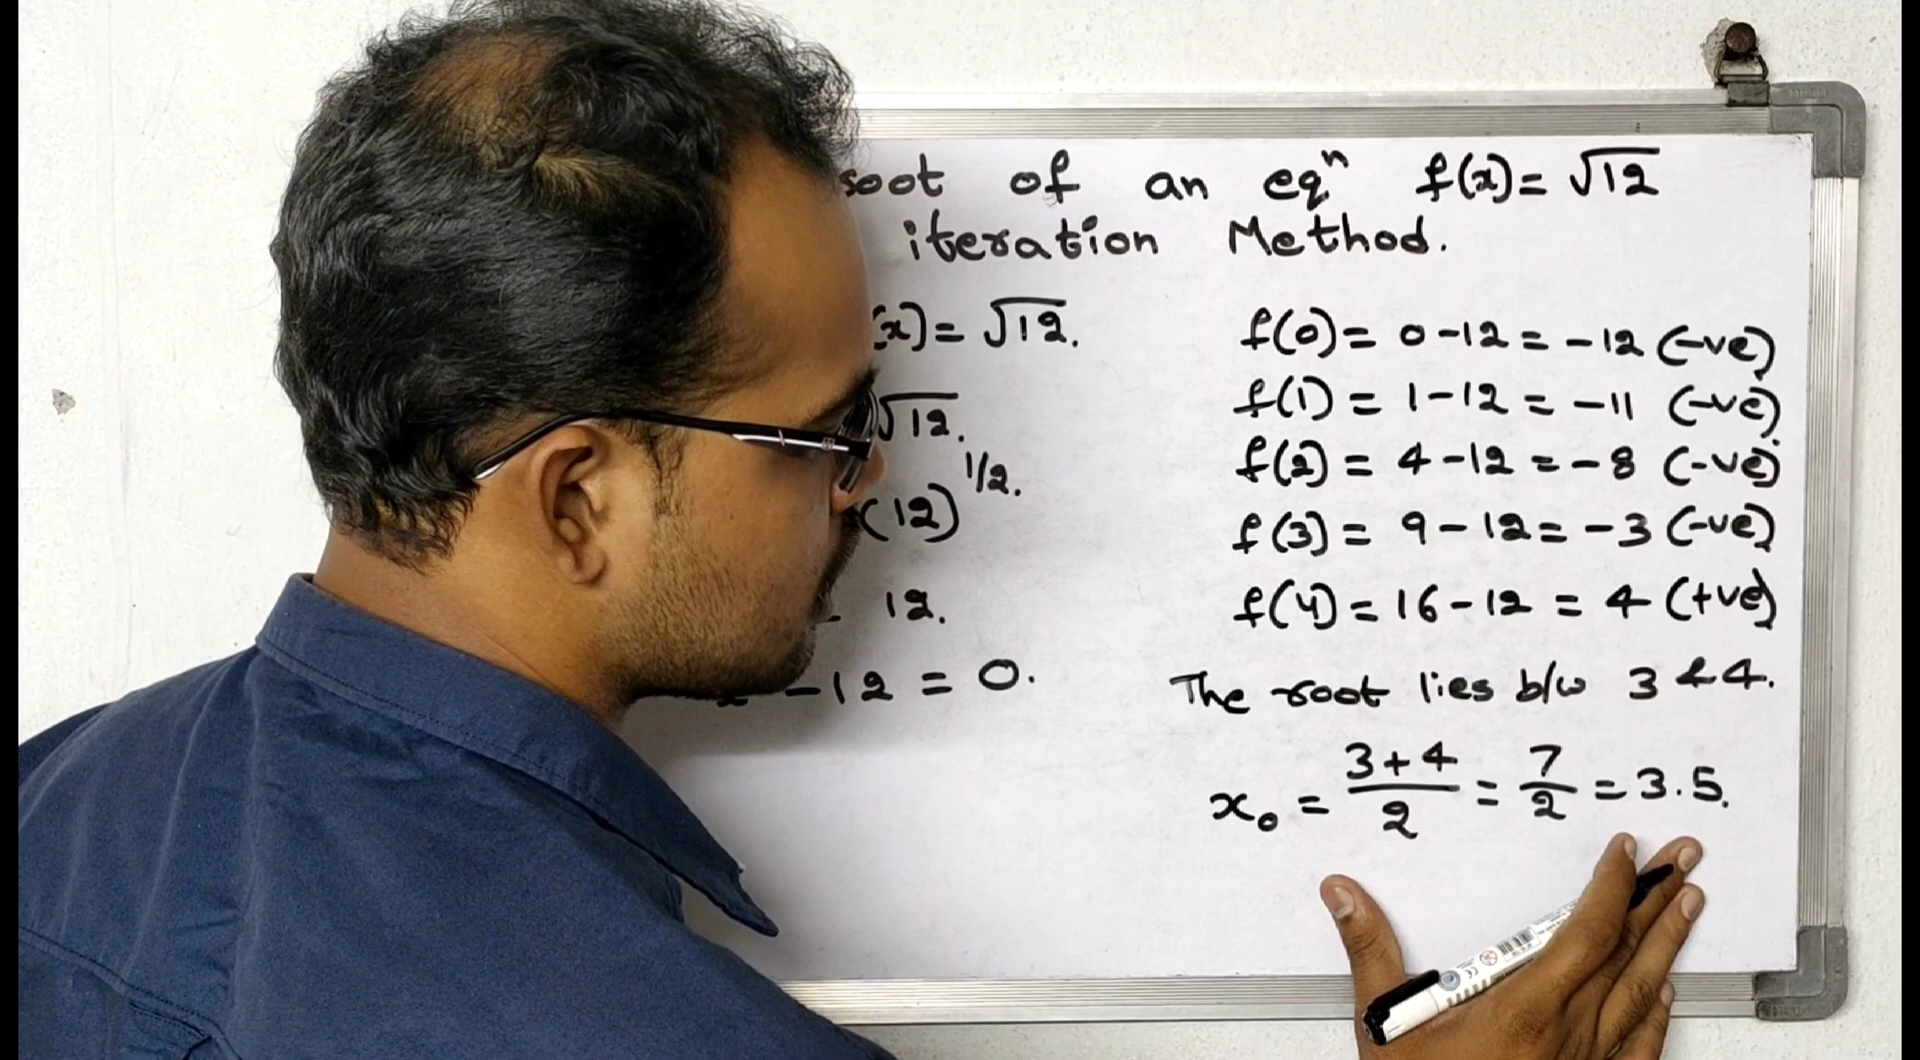 root of an eqⁿ f(x)= √12
iteration Method.
(x)= √12.
√12.
(12)^1/2.
12.
-12 = 0.
f(0)= 0-12 = -12 (-ve)
f(1) = 1-12 = -11 (-ve)
f(2) = 4-12 = -8 (-ve)
f(3) = 9-12 = -3 (-ve)
f(4) = 16-12 = 4 (+ve)
The root lies b/w 3 & 4.
x₀ = 3+4/2 = 7/2 = 3.5.